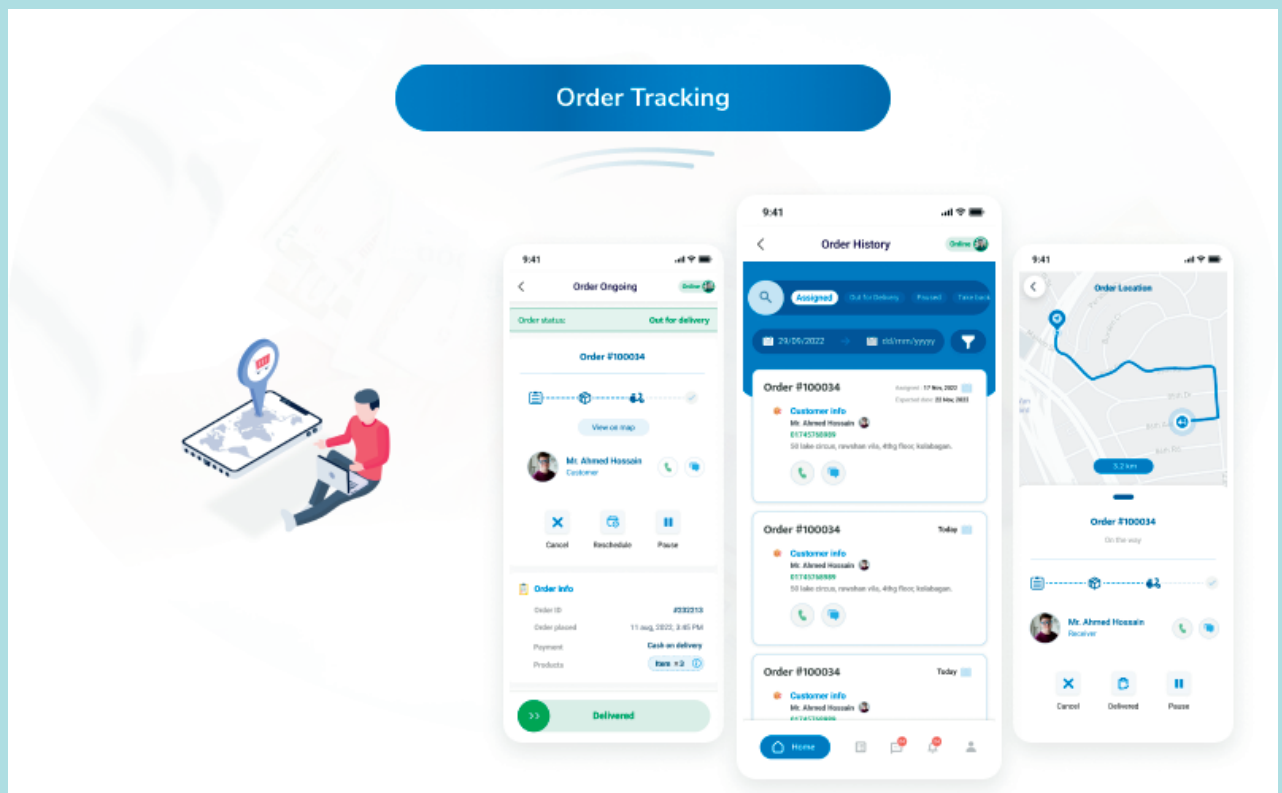 Order Tracking
9:41
Order Ongoing
Online
Order status:
Out for delivery
Order #100034
View on map
Mr. Ahmed Hossain
Customer
Cancel
Reschedule
Pause
Order info
Order ID
#232213
Order placed
11 aug, 2022, 3:45 PM
Payment
Cash on delivery
Products
Item ×3
Delivered
9:41
Order History
Online
Assigned
Out for Delivery
Paused
Take back
29/09/2022
dd/mm/yyyy
Order #100034
Assigned : 17 Nov, 2022
Expected date: 22 Nov, 2022
Customer info
Mr. Ahmed Hossain
01745768989
50 lake circus, rawshan vila, 4thg floor, kalabagan.
Order #100034
Today
Customer info
Mr. Ahmed Hossain
01745768989
50 lake circus, rawshan vila, 4thg floor, kalabagan.
Order #100034
Today
Customer info
Mr. Ahmed Hossain
01745768989
Home
9:41
Order Location
3.2 km
Order #100034
On the way
Mr. Ahmed Hossain
Receiver
Cancel
Delivered
Pause